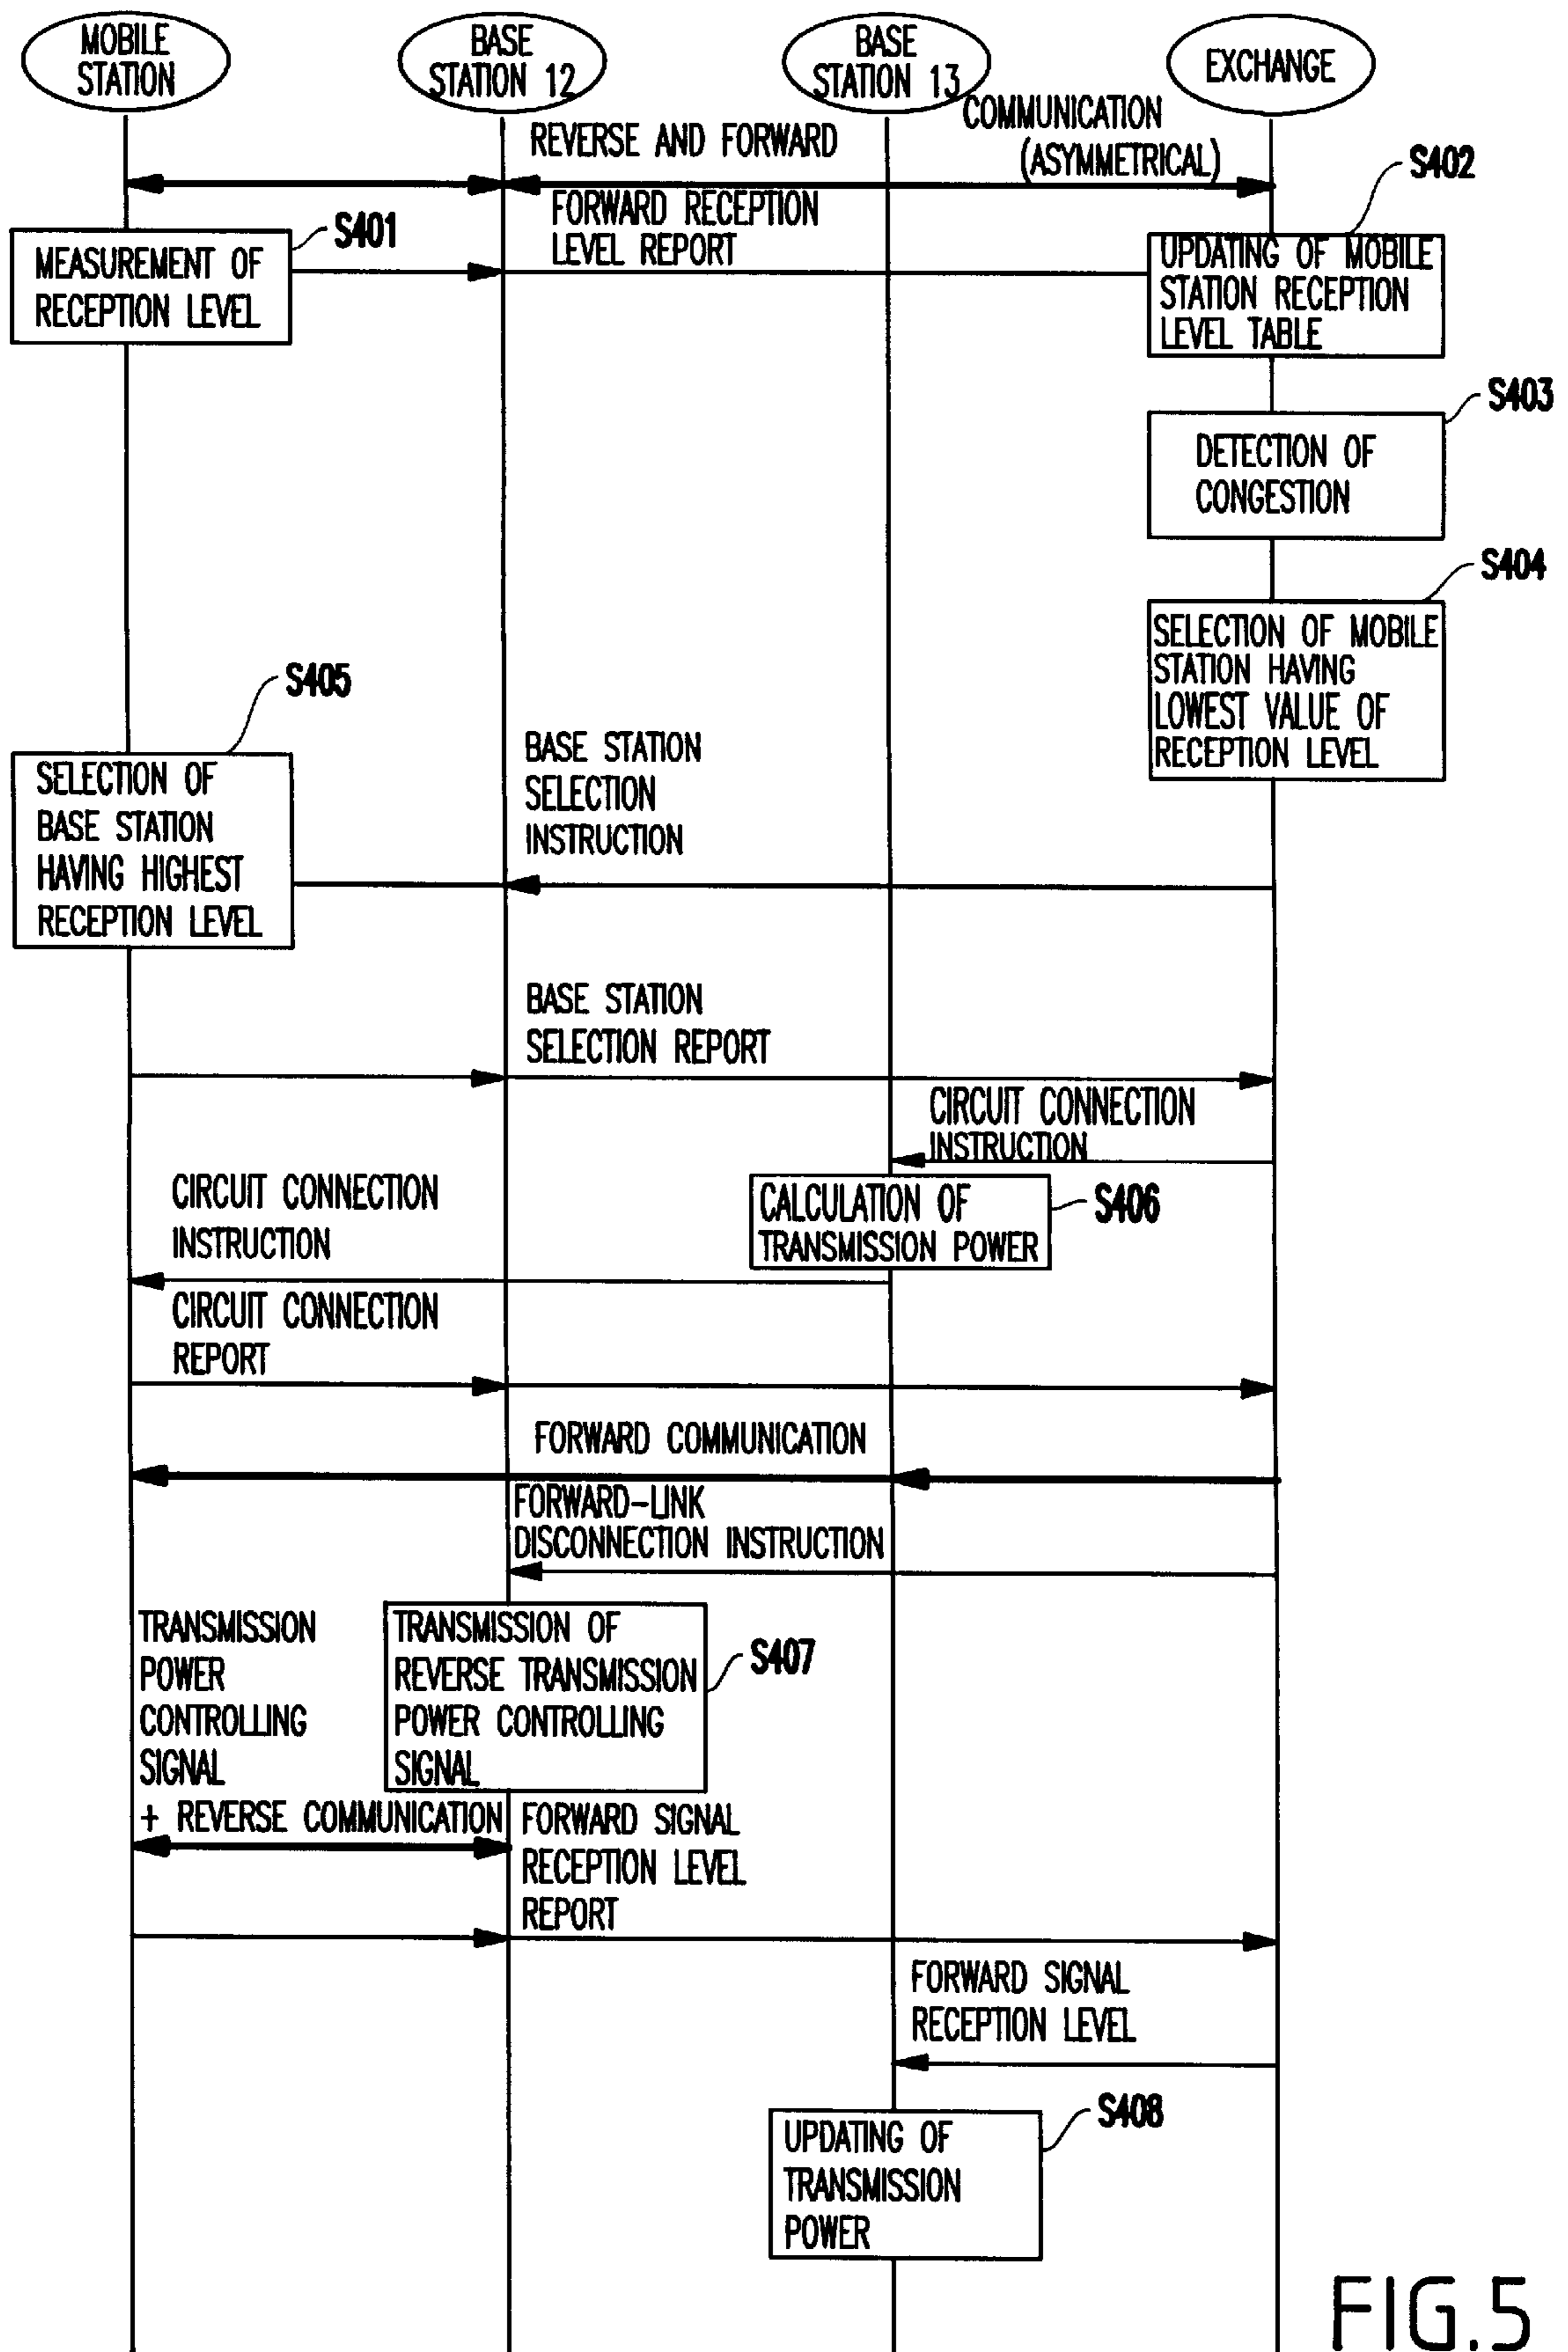 MOBILE
STATION
BASE
STATION 12
BASE
STATION 13
EXCHANGE
REVERSE AND FORWARD
COMMUNICATION
(ASYMMETRICAL)
S402
FORWARD RECEPTION
LEVEL REPORT
S401
MEASUREMENT OF
RECEPTION LEVEL
UPDATING OF MOBILE
STATION RECEPTION
LEVEL TABLE
S403
DETECTION OF
CONGESTION
S404
SELECTION OF MOBILE
STATION HAVING
LOWEST VALUE OF
RECEPTION LEVEL
S405
SELECTION OF
BASE STATION
HAVING HIGHEST
RECEPTION LEVEL
BASE STATION
SELECTION
INSTRUCTION
BASE STATION
SELECTION REPORT
CIRCUIT CONNECTION
INSTRUCTION
CALCULATION OF
TRANSMISSION POWER
S406
CIRCUIT CONNECTION
INSTRUCTION
CIRCUIT CONNECTION
REPORT
FORWARD COMMUNICATION
FORWARD-LINK
DISCONNECTION INSTRUCTION
TRANSMISSION
POWER
CONTROLLING
SIGNAL
+ REVERSE COMMUNICATION
TRANSMISSION OF
REVERSE TRANSMISSION
POWER CONTROLLING
SIGNAL
S407
FORWARD SIGNAL
RECEPTION LEVEL
REPORT
FORWARD SIGNAL
RECEPTION LEVEL
S408
UPDATING OF
TRANSMISSION
POWER
FIG.5